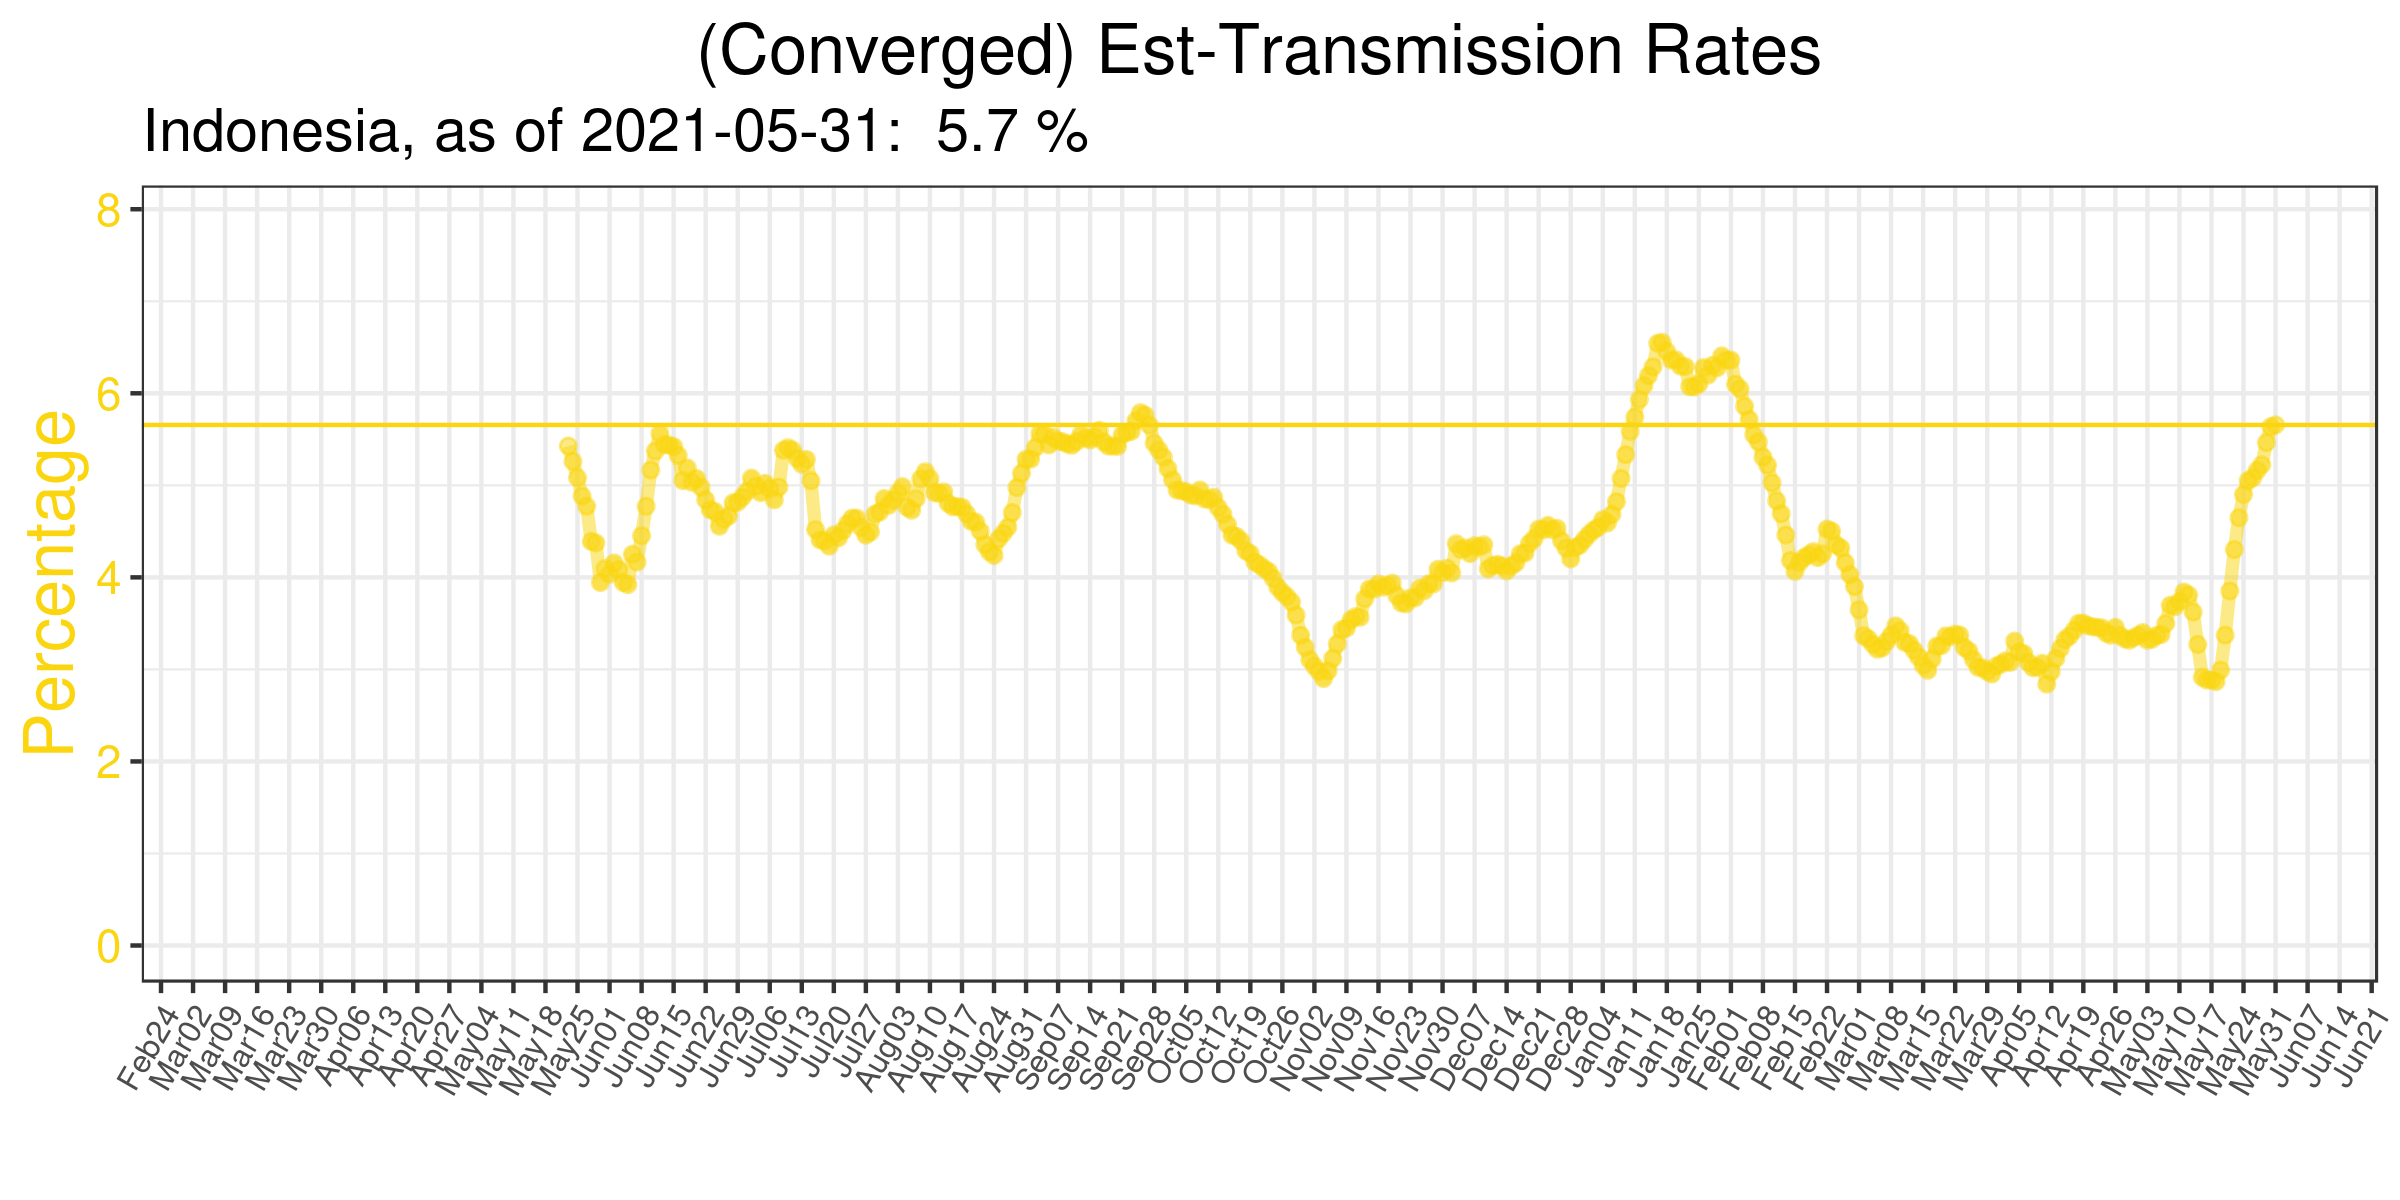 (Converged) Est-Transmission Rates
Indonesia, as of 2021-05-31:  5.7 %
Percentage
8
6
4
2
0
Feb24
Mar02
Mar09
Mar16
Mar23
Mar30
Apr06
Apr13
Apr20
Apr27
May04
May11
May18
May25
Jun01
Jun08
Jun15
Jun22
Jun29
Jul06
Jul13
Jul20
Jul27
Aug03
Aug10
Aug17
Aug24
Aug31
Sep07
Sep14
Sep21
Sep28
Oct05
Oct12
Oct19
Oct26
Nov02
Nov09
Nov16
Nov23
Nov30
Dec07
Dec14
Dec21
Dec28
Jan04
Jan11
Jan18
Jan25
Feb01
Feb08
Feb15
Feb22
Mar01
Mar08
Mar15
Mar22
Mar29
Apr05
Apr12
Apr19
Apr26
May03
May10
May17
May24
May31
Jun07
Jun14
Jun21